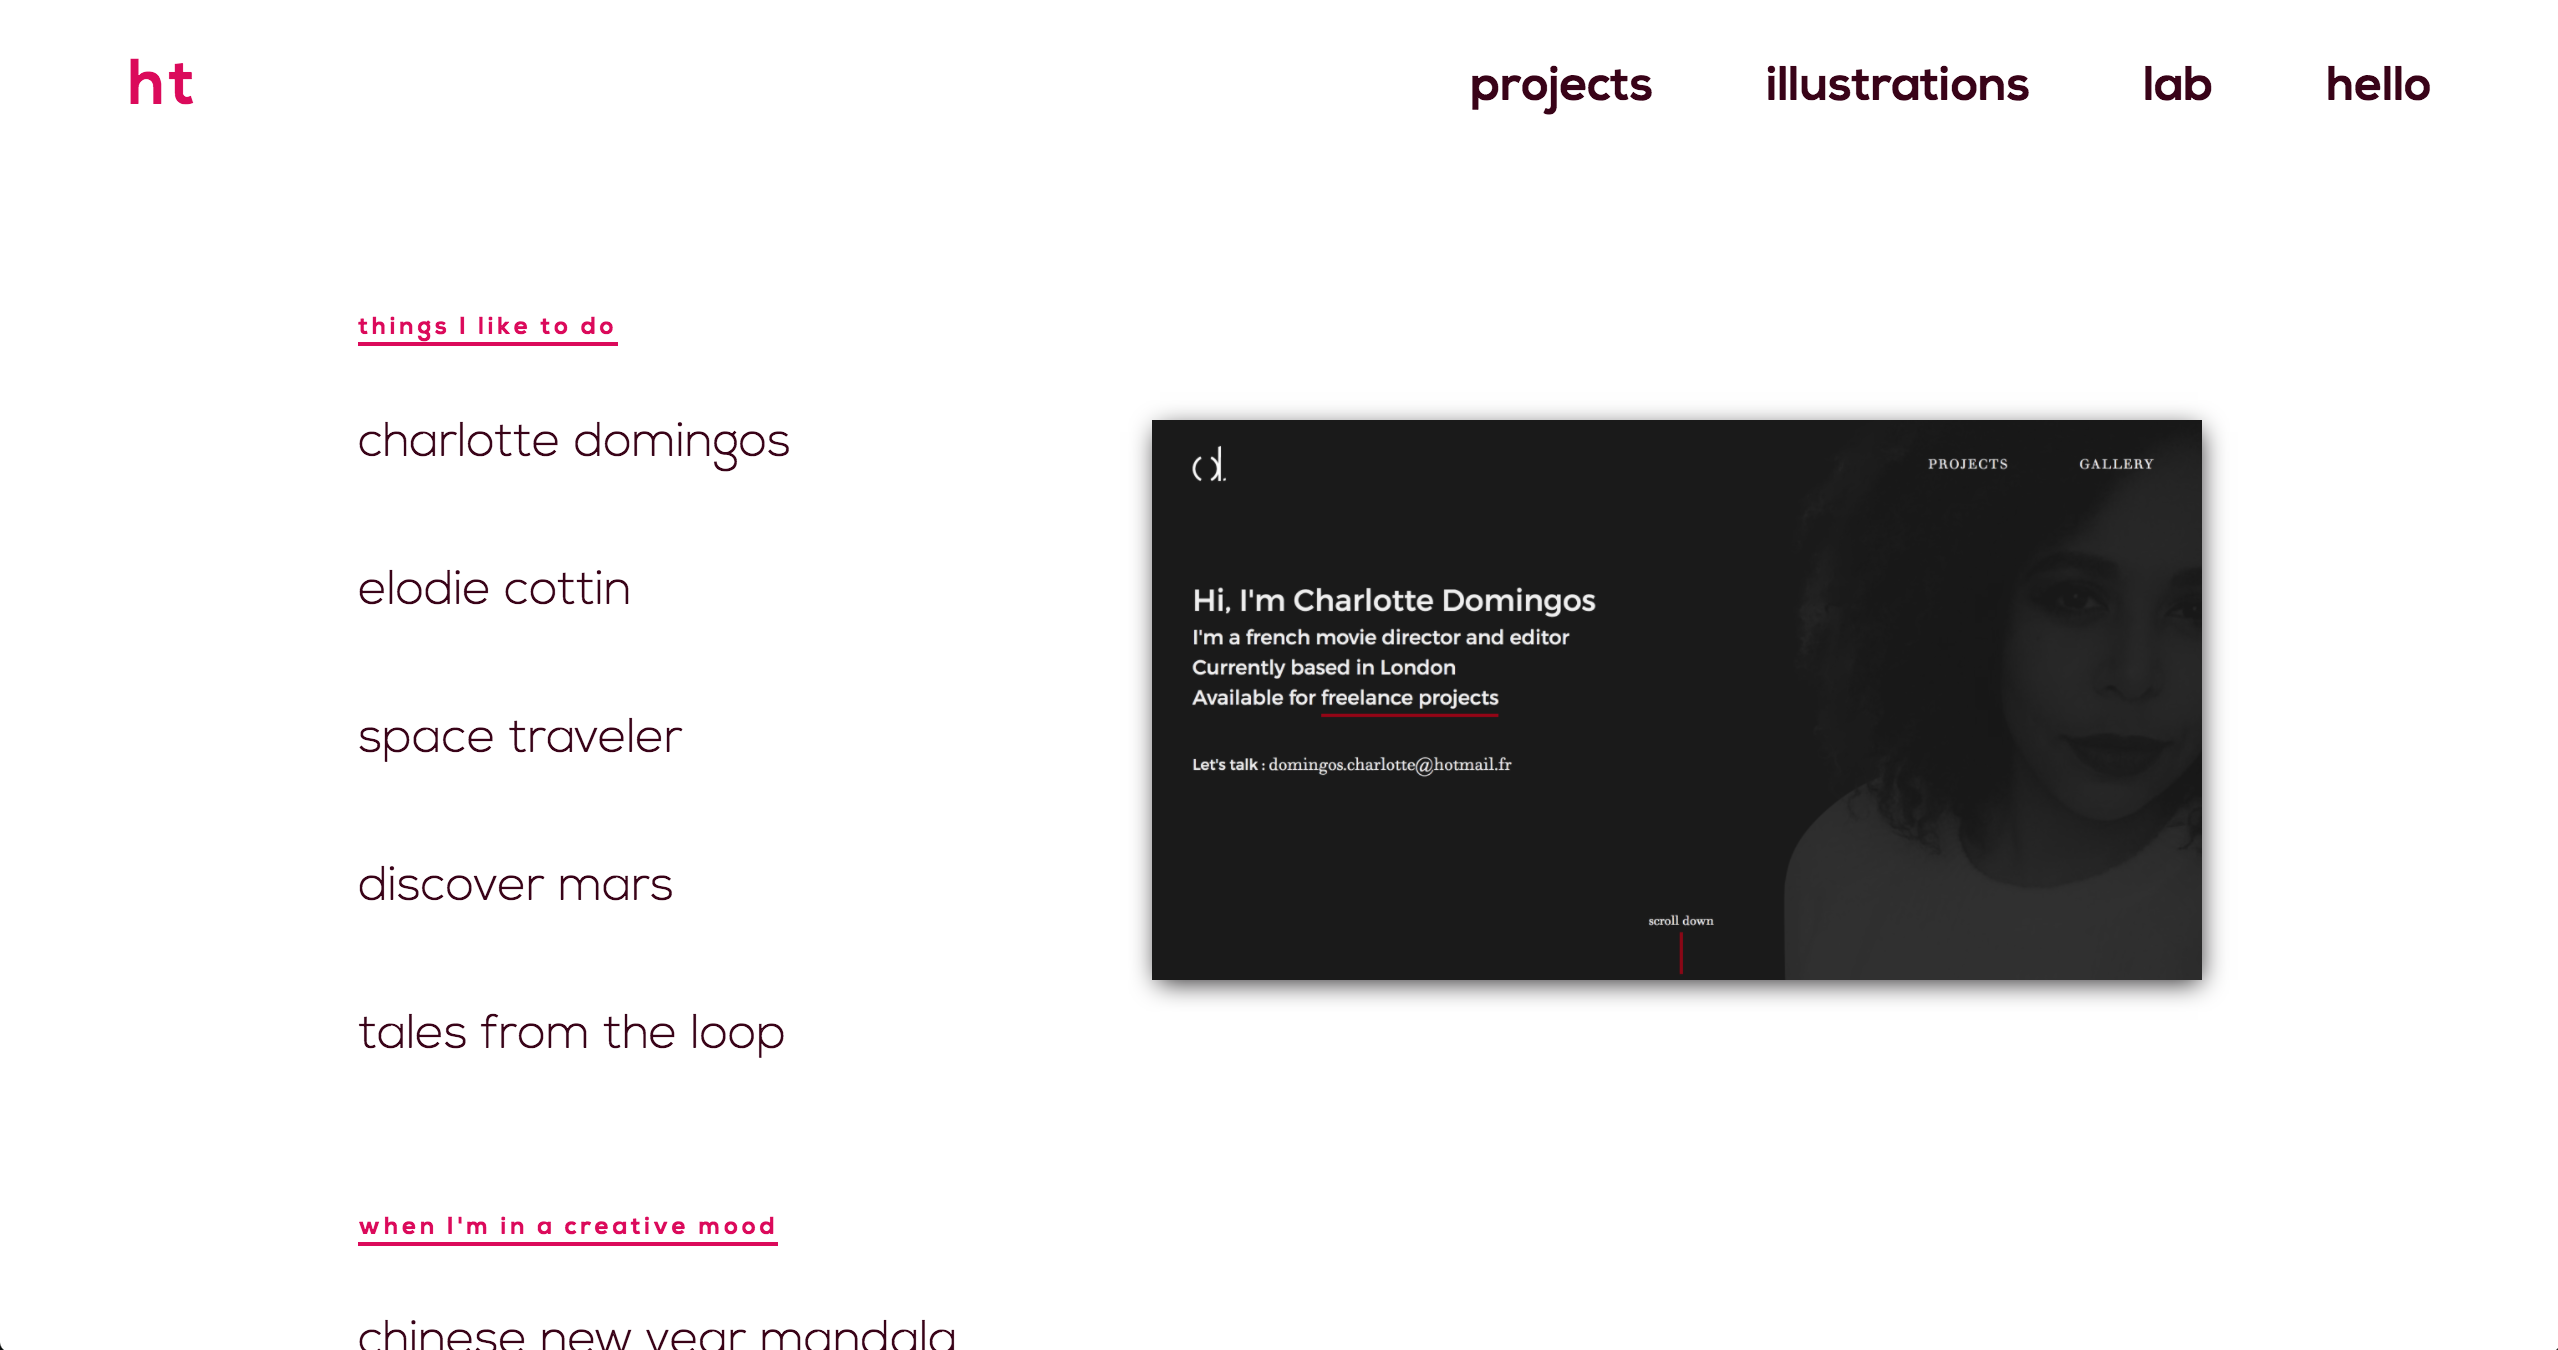 ht
projects illustrations lab hello
things I like to do
charlotte domingos
elodie cottin
space traveler
discover mars
tales from the loop
cd.
PROJECTS GALLERY
Hi, I'm Charlotte Domingos
I'm a french movie director and editor
Currently based in London
Available for freelance projects
Let's talk : domingos.charlotte@hotmail.fr
scroll down
when I'm in a creative mood
chinese new year mandala